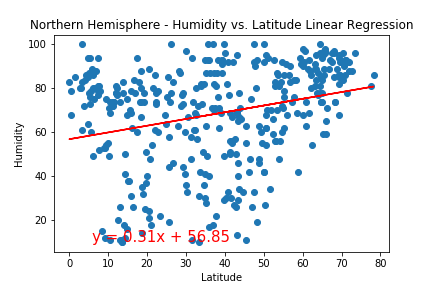 Northern Hemisphere - Humidity vs. Latitude Linear Regression
100
80
60
40
20
Humidity
y = 0.31x + 56.85
0 10 20 30 40 50 60 70 80
Latitude